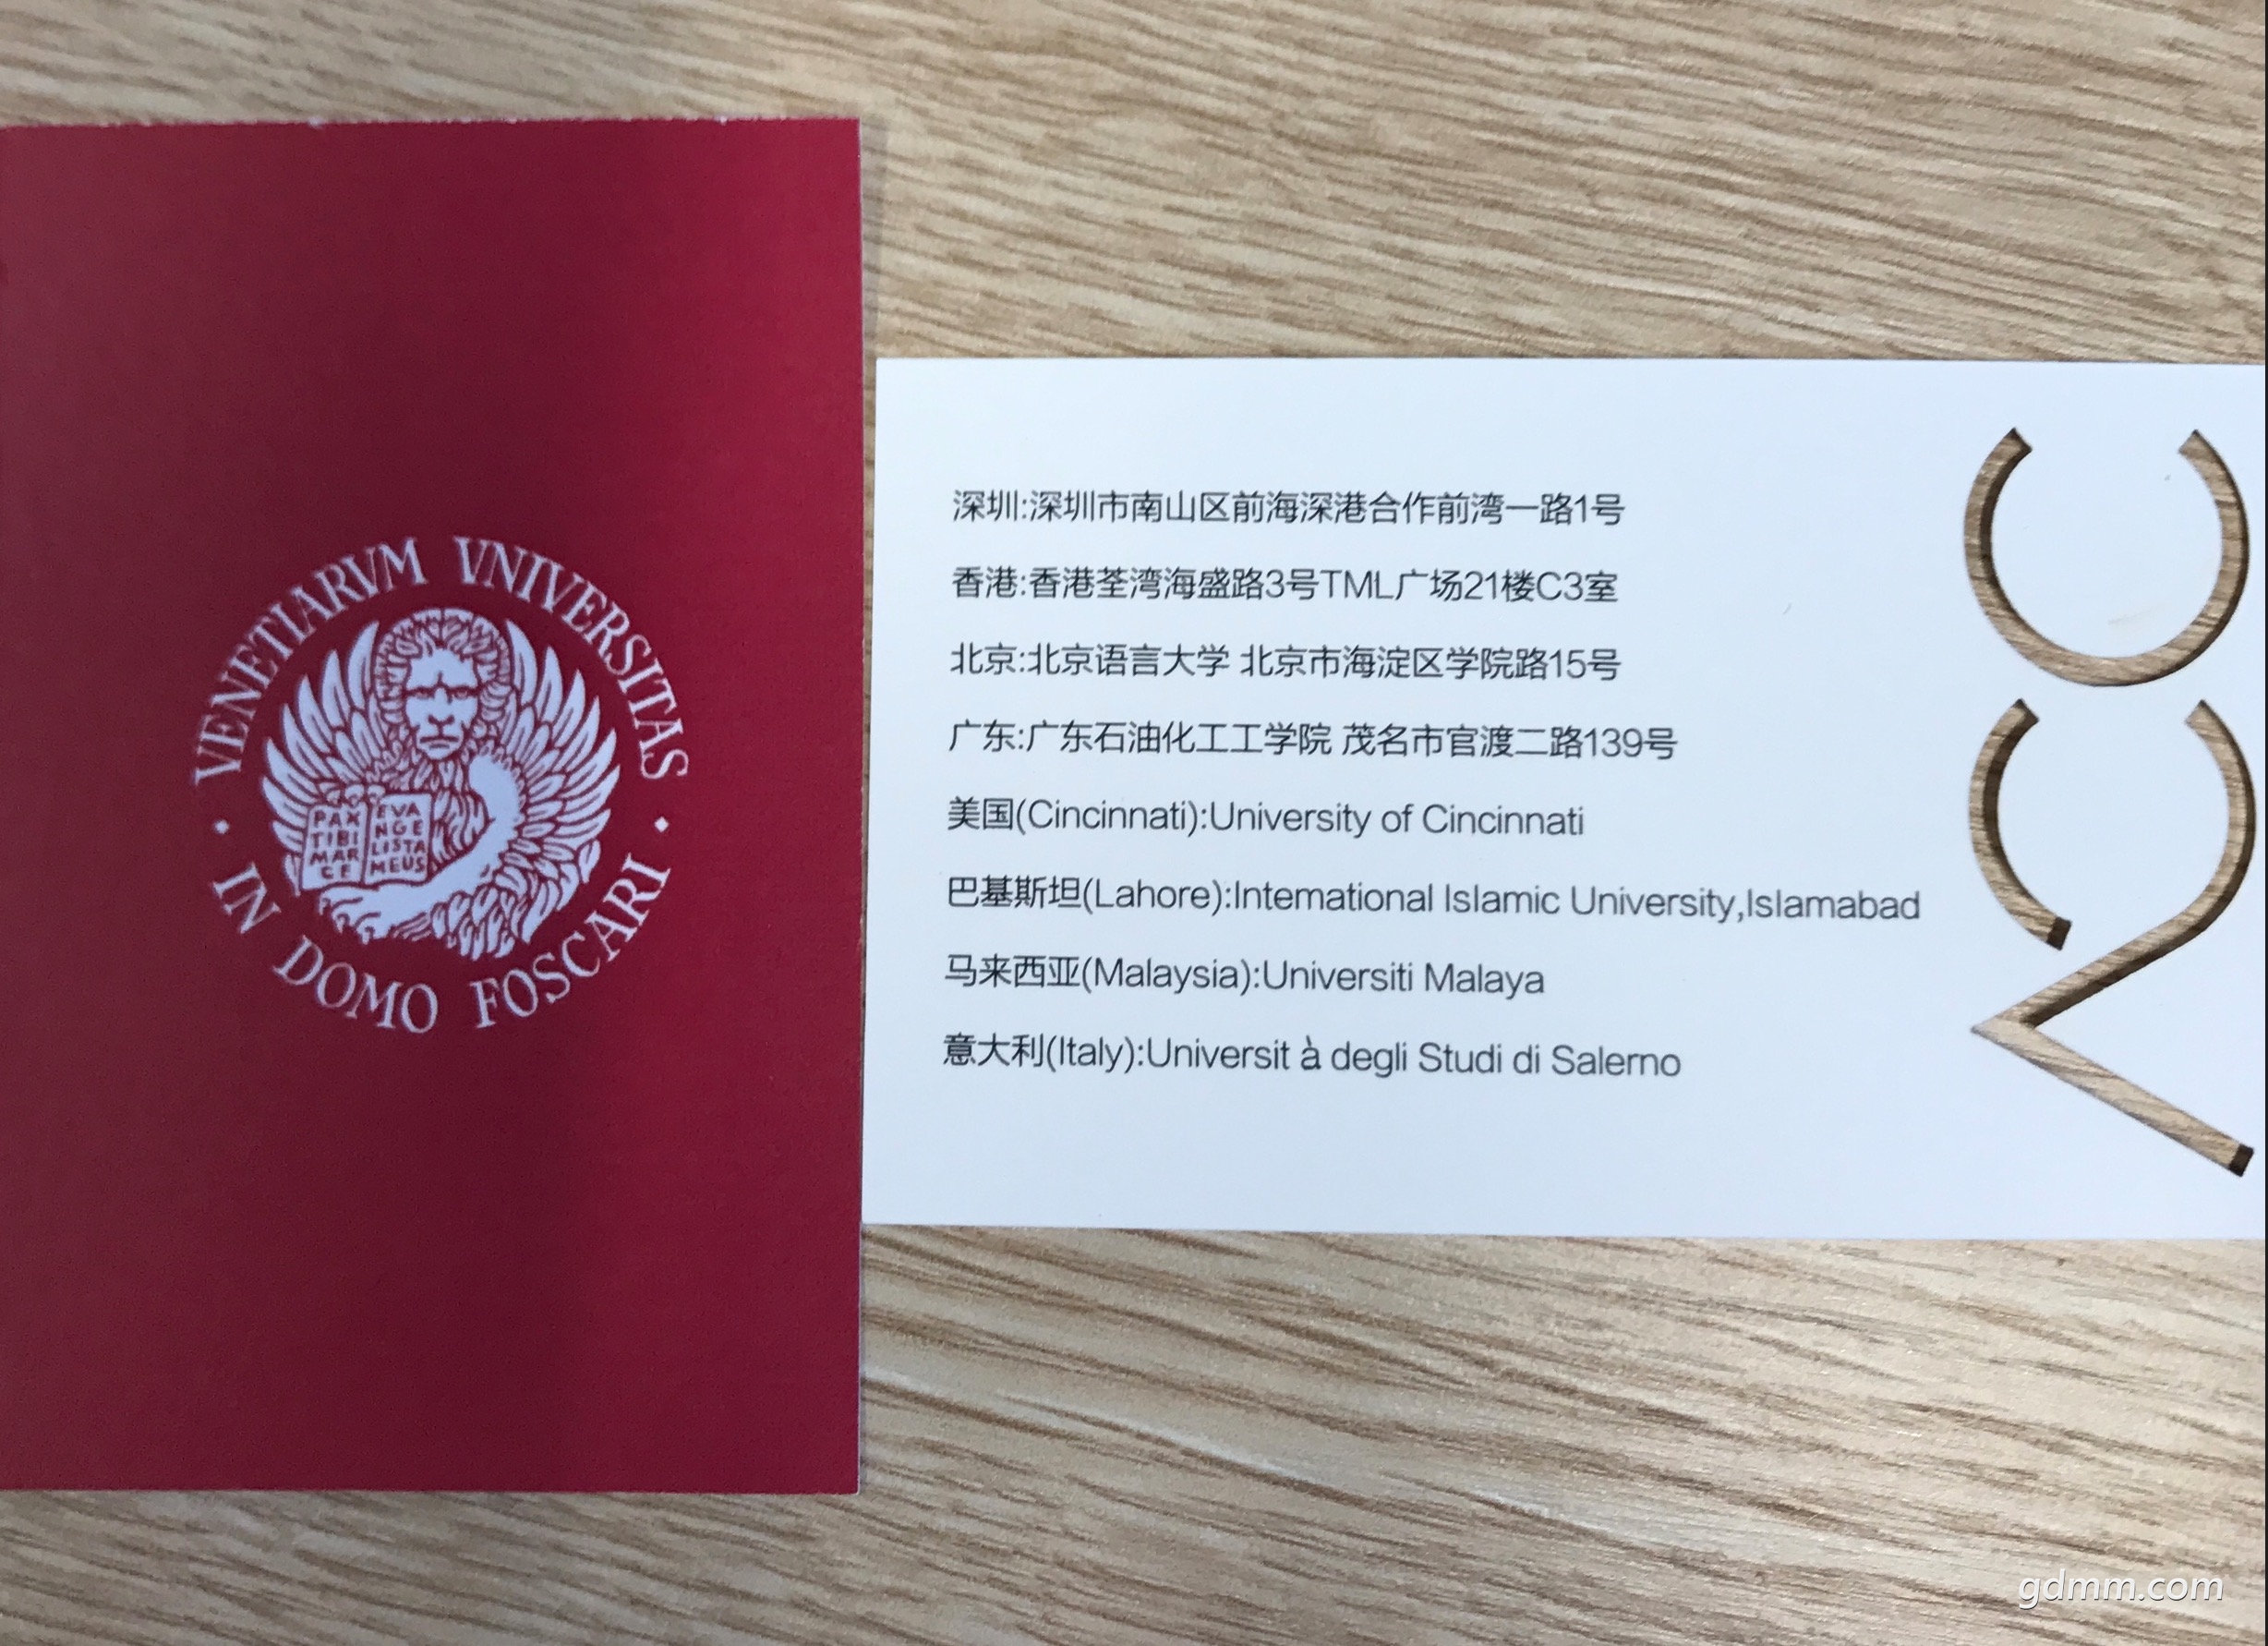 VENETIARVM VNIVERSITAS
IN DOMO FOSCARI
PAX EVA
TIBI NGE
MAR LISTA
CE MEUS
深圳:深圳市南山区前海深港合作前湾一路1号
香港:香港荃湾海盛路3号TML广场21楼C3室
北京:北京语言大学 北京市海淀区学院路15号
广东:广东石油化工工学院 茂名市官渡二路139号
美国(Cincinnati):University of Cincinnati
巴基斯坦(Lahore):Intemational Islamic University,Islamabad
马来西亚(Malaysia):Universiti Malaya
意大利(Italy):Universit à degli Studi di Salerno
gdmm.com